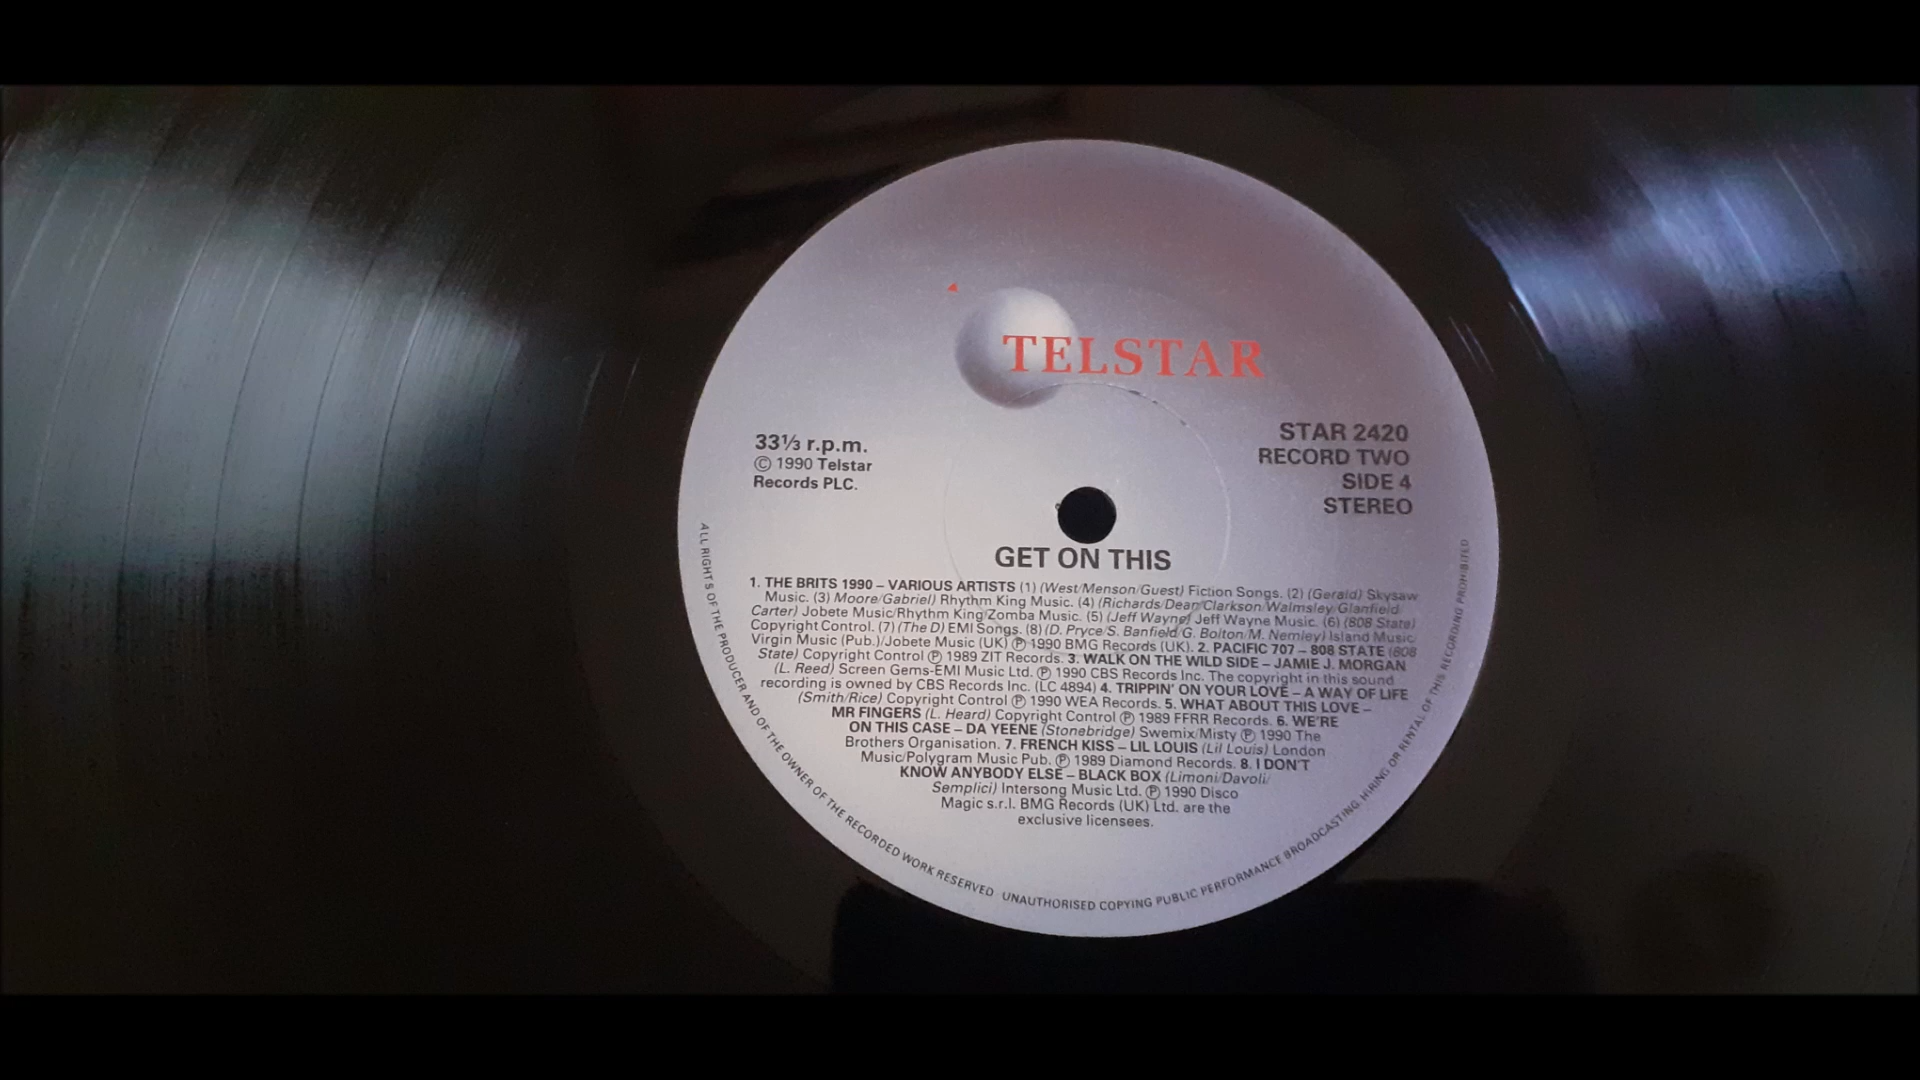 TELSTAR
33⅓ r.p.m.
Ⓒ 1990 Telstar
Records PLC.
STAR 2420
RECORD TWO
SIDE 4
STEREO
GET ON THIS
1. THE BRITS 1990 – VARIOUS ARTISTS (1) (West/Menson/Guest) Fiction Songs. (2) (Gerald) Skysaw
Music. (3) Moore/Gabriel) Rhythm King Music. (4) (Richards/Dean/Clarkson/Walmsley/Glanfield/
Carter) Jobete Music/Rhythm King/Zomba Music. (5) (Jeff Wayne) Jeff Wayne Music. (6) (808 State)
Copyright Control. (7) (The D) EMI Songs. (8) (D. Pryce/S. Banfield/G. Bolton/M. Nemley) Island Music/
Virgin Music (Pub.)/Jobete Music (UK) Ⓟ 1990 BMG Records (UK). 2. PACIFIC 707 – 808 STATE (808
State) Copyright Control Ⓟ 1989 ZIT Records. 3. WALK ON THE WILD SIDE – JAMIE J. MORGAN
(L. Reed) Screen Gems-EMI Music Ltd. Ⓟ 1990 CBS Records Inc. The copyright in this sound
recording is owned by CBS Records Inc. (LC 4894) 4. TRIPPIN' ON YOUR LOVE – A WAY OF LIFE
(Smith/Rice) Copyright Control Ⓟ 1990 WEA Records. 5. WHAT ABOUT THIS LOVE –
MR FINGERS (L. Heard) Copyright Control Ⓟ 1989 FFRR Records. 6. WE'RE
ON THIS CASE – DA YEENE (Stonebridge) Swemix/Misty Ⓟ 1990 The
Brothers Organisation. 7. FRENCH KISS – LIL LOUIS (Lil Louis) London
Music/Polygram Music Pub. Ⓟ 1989 Diamond Records. 8. I DON'T
KNOW ANYBODY ELSE – BLACK BOX (Limoni/Davoli/
Semplici) Intersong Music Ltd. Ⓟ 1990 Disco
Magic s.r.l. BMG Records (UK) Ltd. are the
exclusive licensees.
ALL RIGHTS OF THE PRODUCER AND OF THE OWNER OF THE RECORDED WORK RESERVED UNAUTHORISED COPYING PUBLIC PERFORMANCE BROADCASTING, HIRING OR RENTAL OF THIS RECORDING PROHIBITED